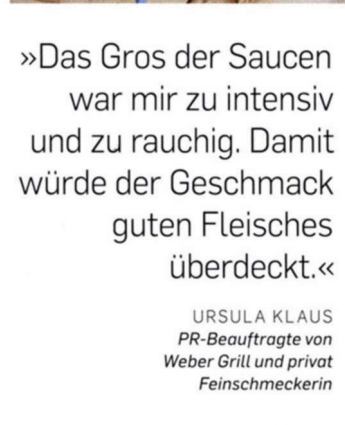 »Das Gros der Saucen
war mir zu intensiv
und zu rauchig. Damit
würde der Geschmack
guten Fleisches
überdeckt.«
URSULA KLAUS
PR-Beauftragte von
Weber Grill und privat
Feinschmeckerin